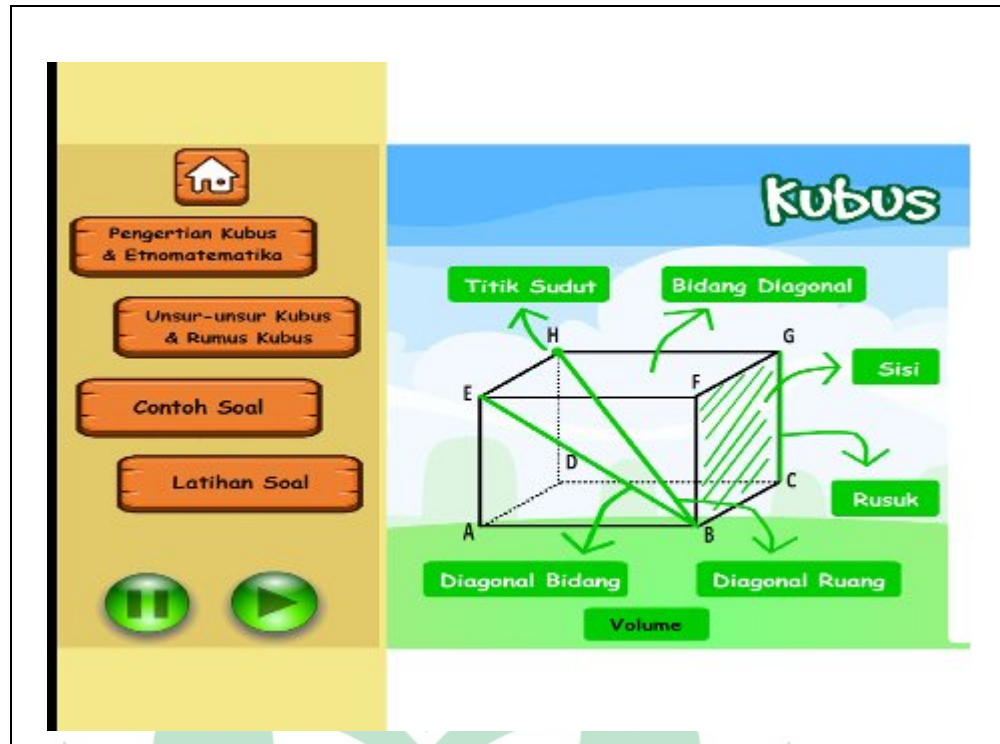 Pengertian Kubus
& Etnomatematika
Unsur-unsur Kubus
& Rumus Kubus
Contoh Soal
Latihan Soal
Kubus
Titik Sudut
Bidang Diagonal
H
G
Sisi
E
F
D
C
Rusuk
A
B
Diagonal Bidang
Diagonal Ruang
Volume